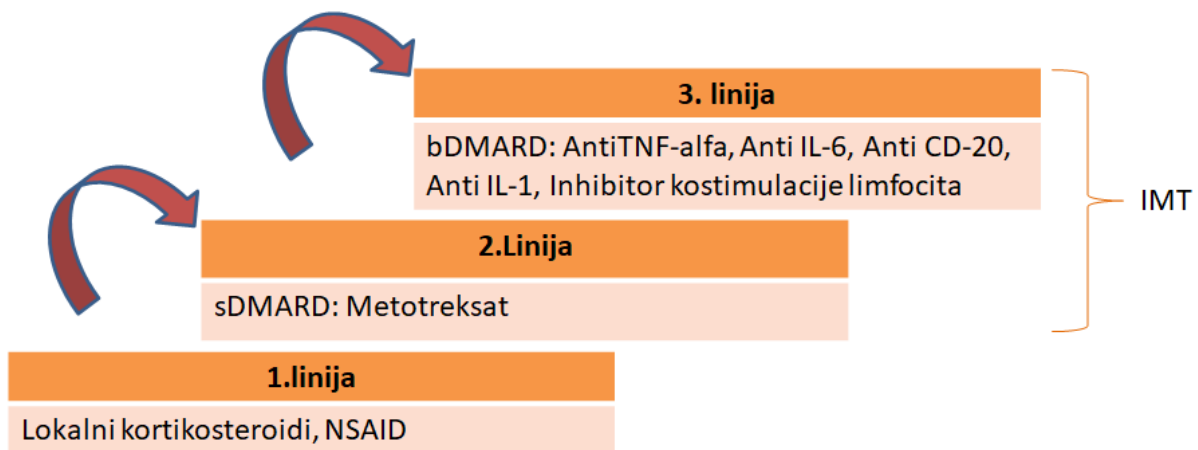 3. linija
bDMARD: AntiTNF-alfa, Anti IL-6, Anti CD-20,
Anti IL-1, Inhibitor kostimulacije limfocita
IMT
2.Linija
sDMARD: Metotreksat
1.linija
Lokalni kortikosteroidi, NSAID